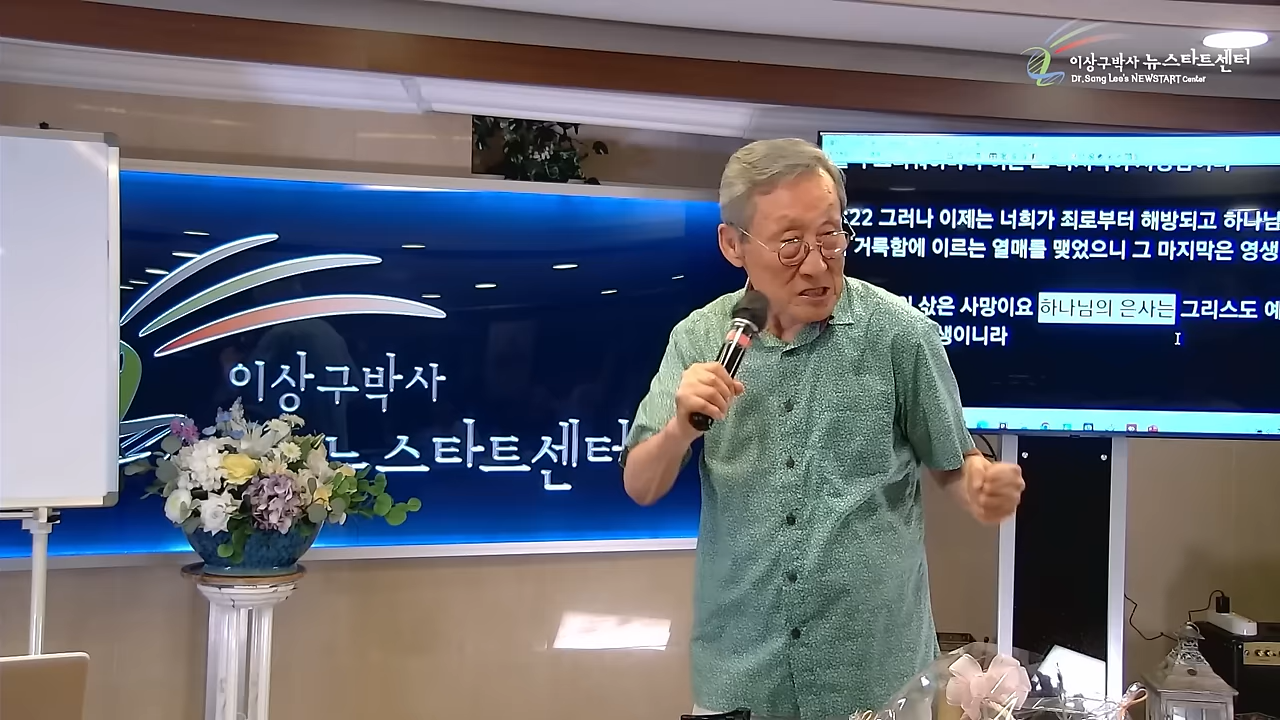 이상구박사 뉴스타트센터
Dr. Sang Lee's NEWSTART Center
22 그러나 이제는 너희가 죄로부터 해방되고 하나님
거룩함에 이르는 열매를 맺었으니 그 마지막은 영생
삯은 사망이요 하나님의 은사는 그리스도 예
생이니라
이상구박사
뉴스타트센터